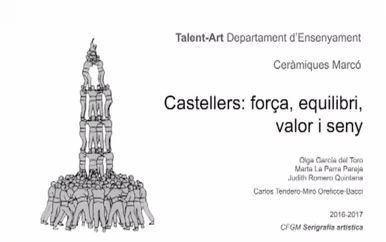 Talent-Art Departament d'Ensenyament
Ceràmiques Marcó
Castellers: força, equilibri,
valor i seny
Olga García del Toro
Marta La Parra Pareja
Judith Romero Quintana
Carlos Tendero-Miró Oreficce-Bacci
2016-2017
CFGM Serigrafia artística